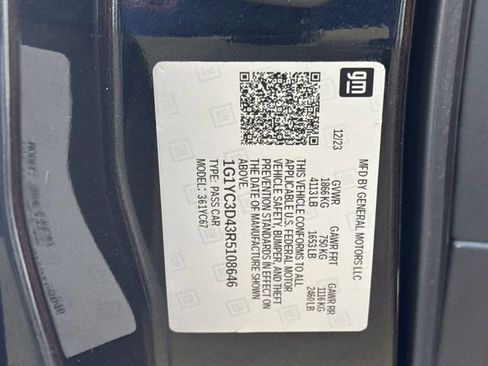 gm
MFD BY GENERAL MOTORS LLC
12/23
GVWR GAWR FRT GAWR RR
1866 KG 750 KG 1116 KG
4113 LB 1653 LB 2460 LB
THIS VEHICLE CONFORMS TO ALL
APPLICABLE U.S. FEDERAL MOTOR
VEHICLE SAFETY, BUMPER, AND THEFT
PREVENTION STANDARDS IN EFFECT ON
THE DATE OF MANUFACTURE SHOWN
ABOVE.
1G1YC3D43R5108646
TYPE: PASS CAR
MODEL: 361YC67